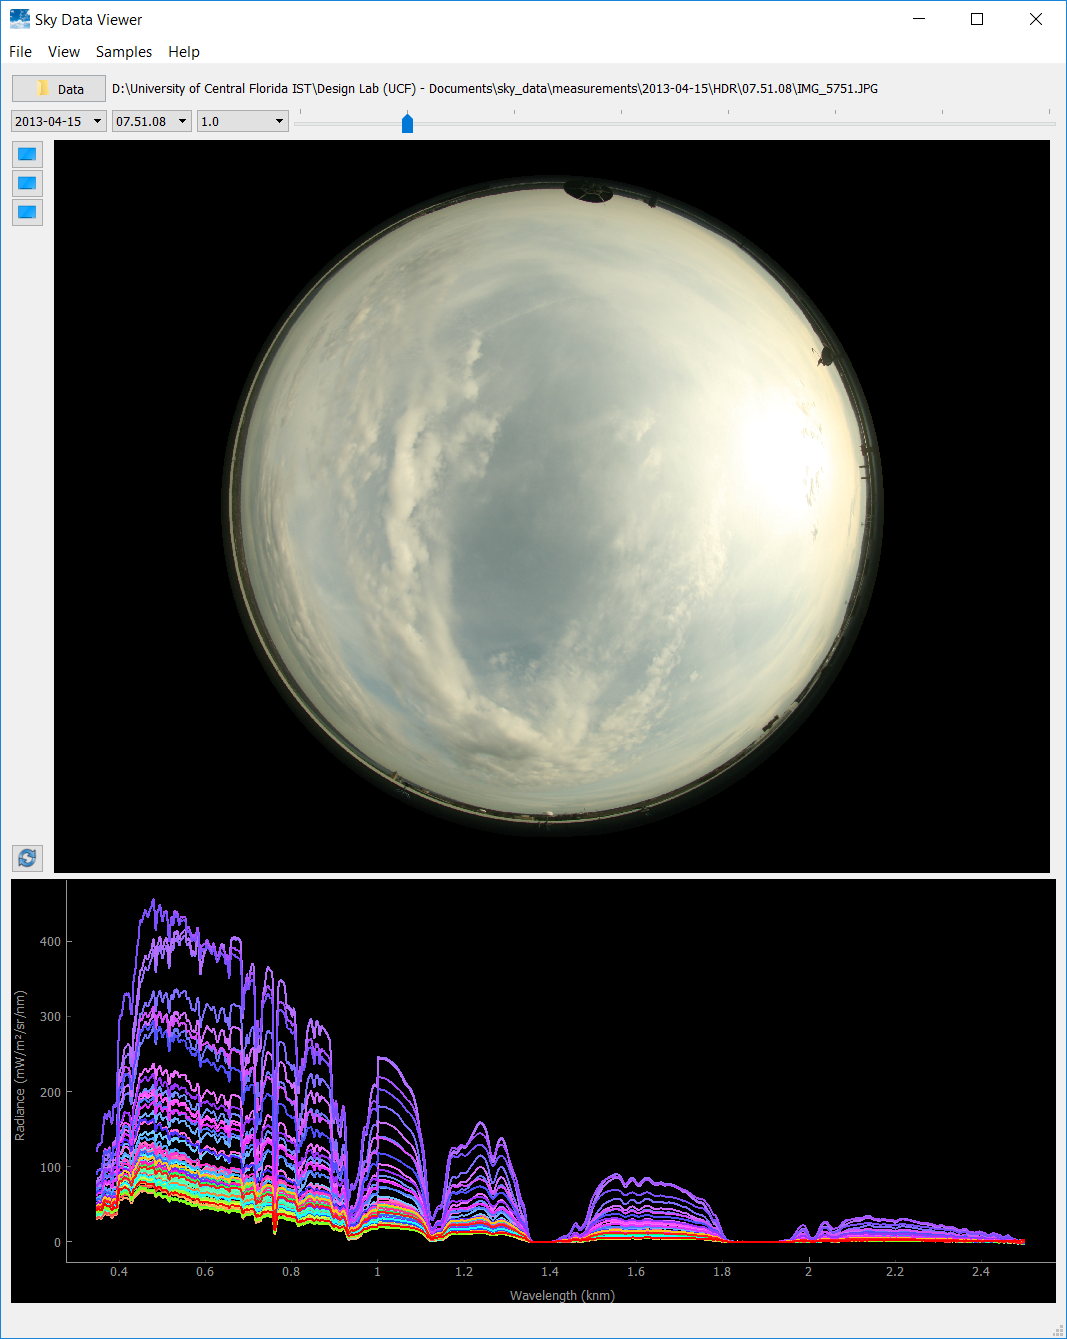 Sky Data Viewer
File View Samples Help
Data D:\University of Central Florida IST\Design Lab (UCF) - Documents\sky_data\measurements\2013-04-15\HDR\07.51.08\IMG_5751.JPG
2013-04-15 07.51.08 1.0
400
300
200
100
0
Radiance (mW/m²/sr/nm)
0.4 0.6 0.8 1 1.2 1.4 1.6 1.8 2 2.2 2.4
Wavelength (knm)